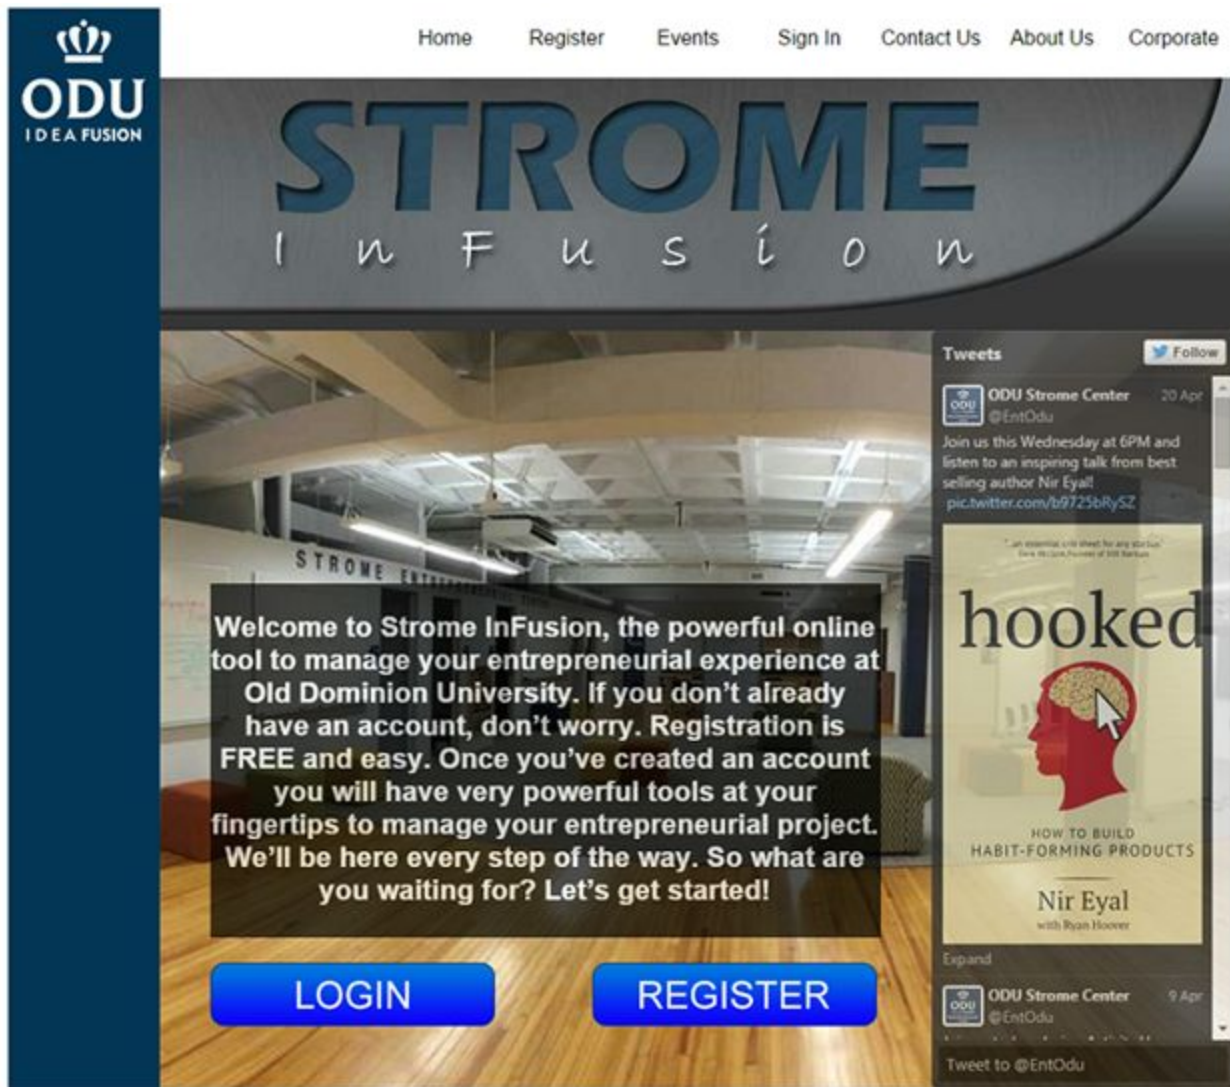 ODU
IDEA FUSION
Home Register Events Sign In Contact Us About Us Corporate
STROME
InFusion
STROME
Welcome to Strome InFusion, the powerful online
tool to manage your entrepreneurial experience at
Old Dominion University. If you don’t already
have an account, don’t worry. Registration is
FREE and easy. Once you’ve created an account
you will have very powerful tools at your
fingertips to manage your entrepreneurial project.
We’ll be here every step of the way. So what are
you waiting for? Let’s get started!
LOGIN REGISTER
Tweets Follow
ODU
ODU Strome Center 20 Apr
@EntOdu
Join us this Wednesday at 6PM and
listen to an inspiring talk from best
selling author Nir Eyal!
pic.twitter.com/b9725bRySZ
hooked
HOW TO BUILD
HABIT-FORMING PRODUCTS
Nir Eyal
with Ryan Hoover
Expand
ODU
ODU Strome Center 9 Apr
@EntOdu
Tweet to @EntOdu